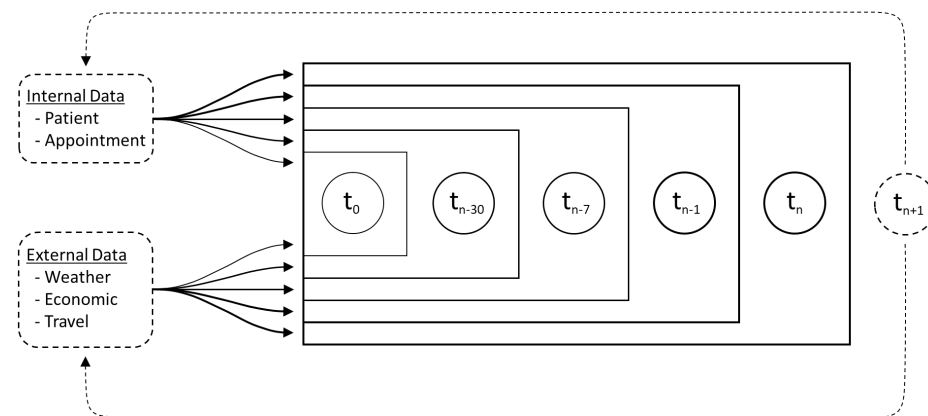 Internal Data
- Patient
- Appointment
External Data
- Weather
- Economic
- Travel
t0
tn-30
tn-7
tn-1
tn
tn+1